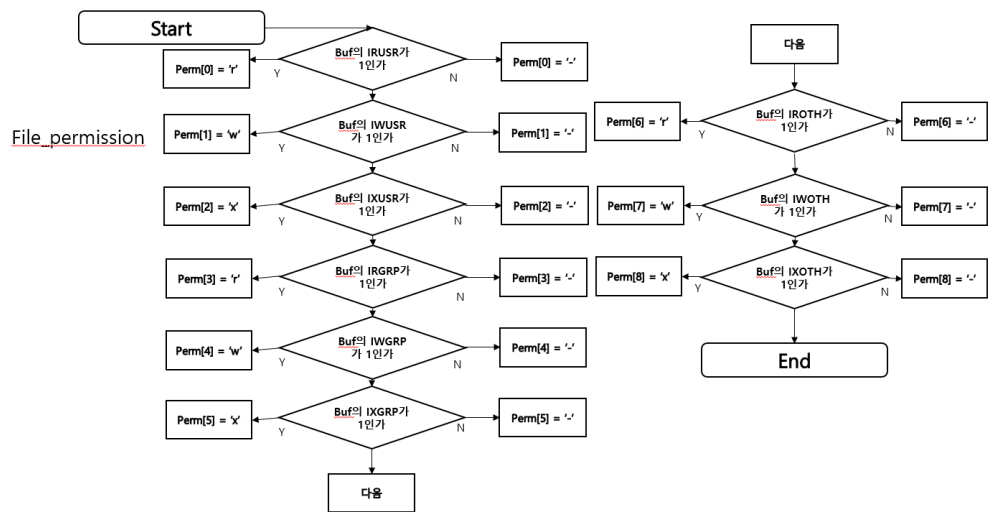 Start
File_permission
Buf의 IRUSR가
1인가
Y
N
Perm[0] = ‘r’
Perm[0] = ‘-’
Buf의 IWUSR
가 1인가
Y
N
Perm[1] = ‘w’
Perm[1] = ‘-’
Buf의 IXUSR가
1인가
Y
N
Perm[2] = ‘x’
Perm[2] = ‘-’
Buf의 IRGRP가
1인가
Y
N
Perm[3] = ‘r’
Perm[3] = ‘-’
Buf의 IWGRP
가 1인가
Y
N
Perm[4] = ‘w’
Perm[4] = ‘-’
Buf의 IXGRP가
1인가
Y
N
Perm[5] = ‘x’
Perm[5] = ‘-’
다음
다음
Buf의 IROTH가
1인가
Y
N
Perm[6] = ‘r’
Perm[6] = ‘-’
Buf의 IWOTH
가 1인가
Y
N
Perm[7] = ‘w’
Perm[7] = ‘-’
Buf의 IXOTH가
1인가
Y
N
Perm[8] = ‘x’
Perm[8] = ‘-’
End